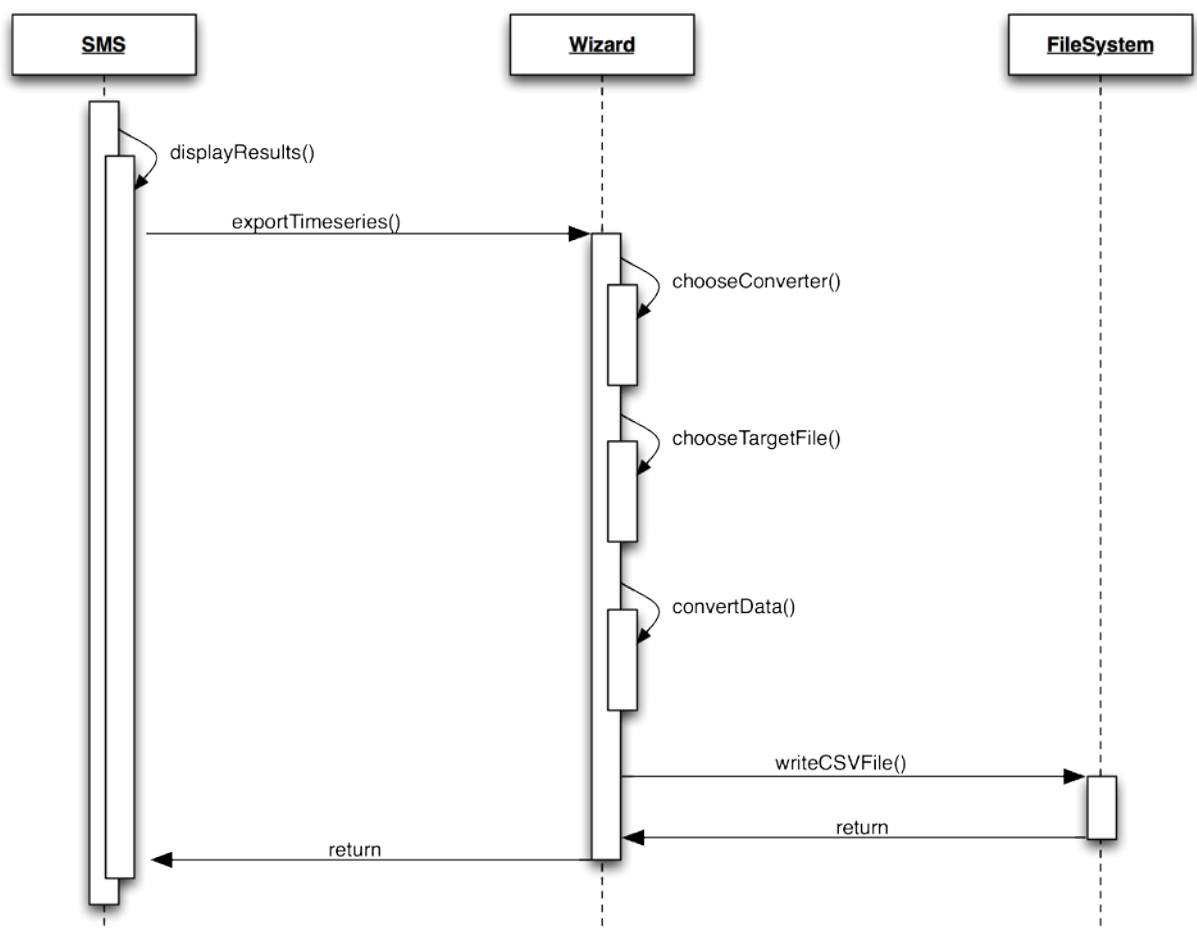 SMS
Wizard
FileSystem
displayResults()
exportTimeseries()
chooseConverter()
chooseTargetFile()
convertData()
writeCSVFile()
return
return